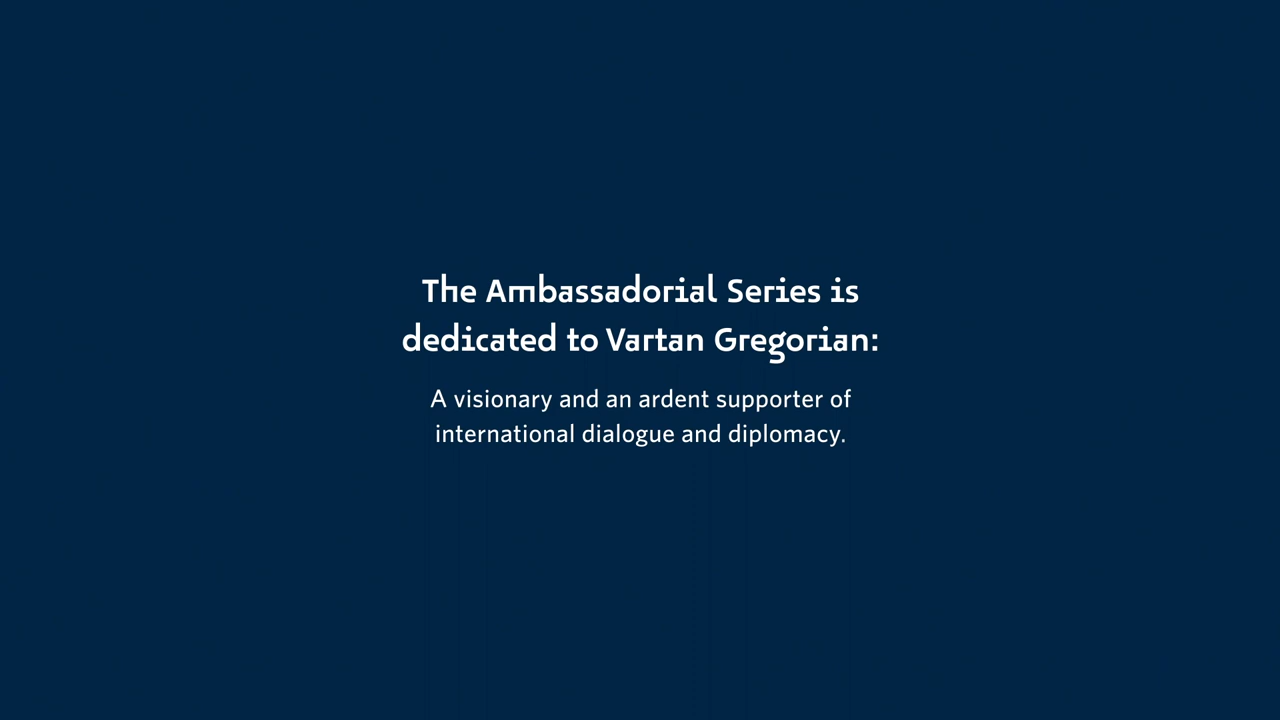 The Ambassadorial Series is
dedicated to Vartan Gregorian:
A visionary and an ardent supporter of
international dialogue and diplomacy.